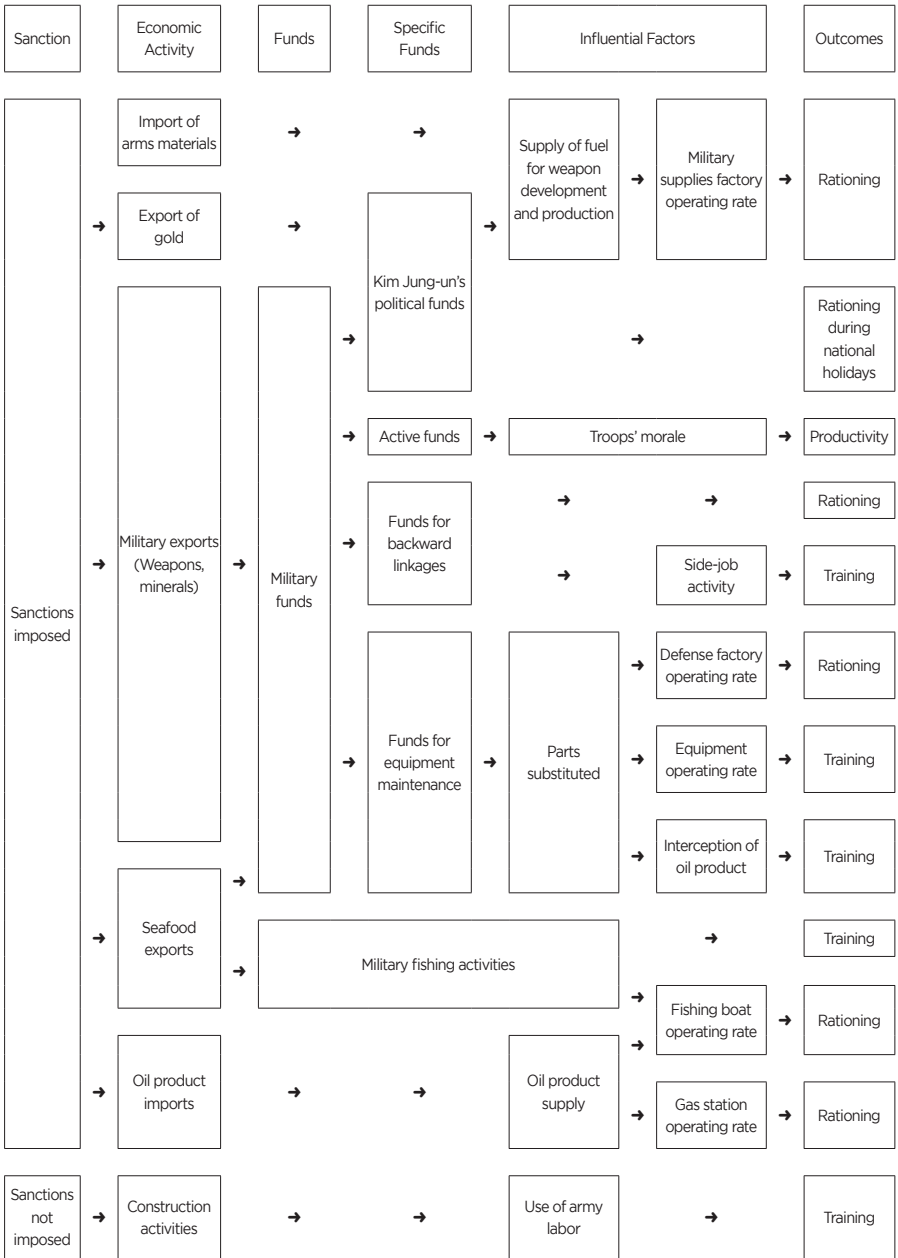 Sanction
Economic
Activity
Funds
Specific
Funds
Influential Factors
Outcomes
Sanctions
imposed
➔
Import of
arms materials
➔
➔
Supply of fuel
for weapon
development
and production
➔
Military
supplies factory
operating rate
➔
Rationing
➔
Export of
gold
➔
Kim Jung-un's
political funds
➔
➔
Military exports
(Weapons,
minerals)
➔
Military
funds
➔
➔
Rationing
during
national
holidays
➔
Active funds
➔
Troops' morale
➔
Productivity
➔
Funds for
backward
linkages
➔
➔
Rationing
➔
Side-job
activity
➔
Training
➔
Funds for
equipment
maintenance
➔
Parts
substituted
➔
Defense factory
operating rate
➔
Rationing
➔
Equipment
operating rate
➔
Training
➔
Interception of
oil product
➔
Training
Seafood
exports
➔
➔
Military fishing activities
➔
Training
➔
Fishing boat
operating rate
➔
Rationing
➔
➔
Oil product
imports
➔
➔
Oil product
supply
➔
Gas station
operating rate
➔
Rationing
Sanctions
not
imposed
➔
Construction
activities
➔
➔
Use of army
labor
➔
Training